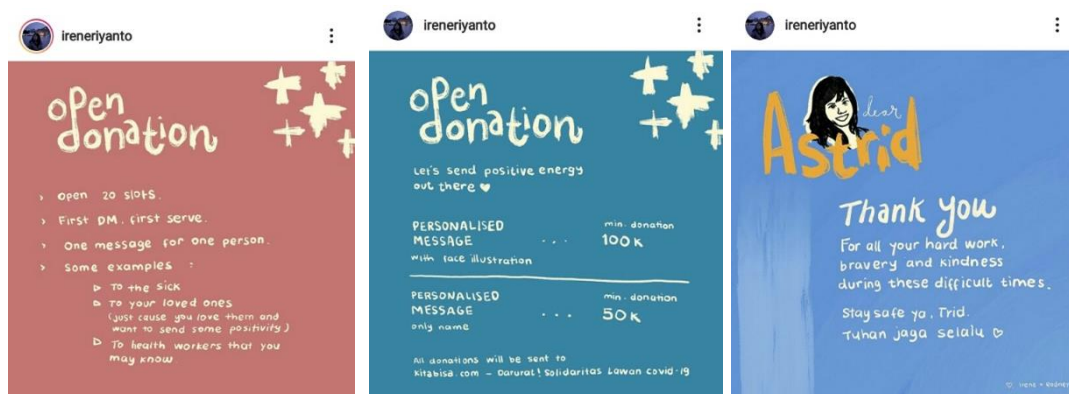 ireneriyanto
open
donation
> open 20 slots.
> First DM, first serve.
> One message for one person.
> Some examples :
▷ To the sick
▷ To your loved ones
(just cause you love them and
want to send some positivity)
▷ To health workers that you
may know
ireneriyanto
open
donation
Let's send positive energy
out there ♥
PERSONALISED
MESSAGE ... min. donation
100K
with face illustration
PERSONALISED
MESSAGE ... min. donation
50K
only name
All donations will be sent to
kitabisa.com - Darurat! Solidaritas Lawan covid-19
ireneriyanto
dear
Astrid
Thank you
For all your hard work,
bravery and kindness
during these difficult times.
Stay safe ya, Trid.
Tuhan jaga selalu ♡
♡ Irene + Rodney